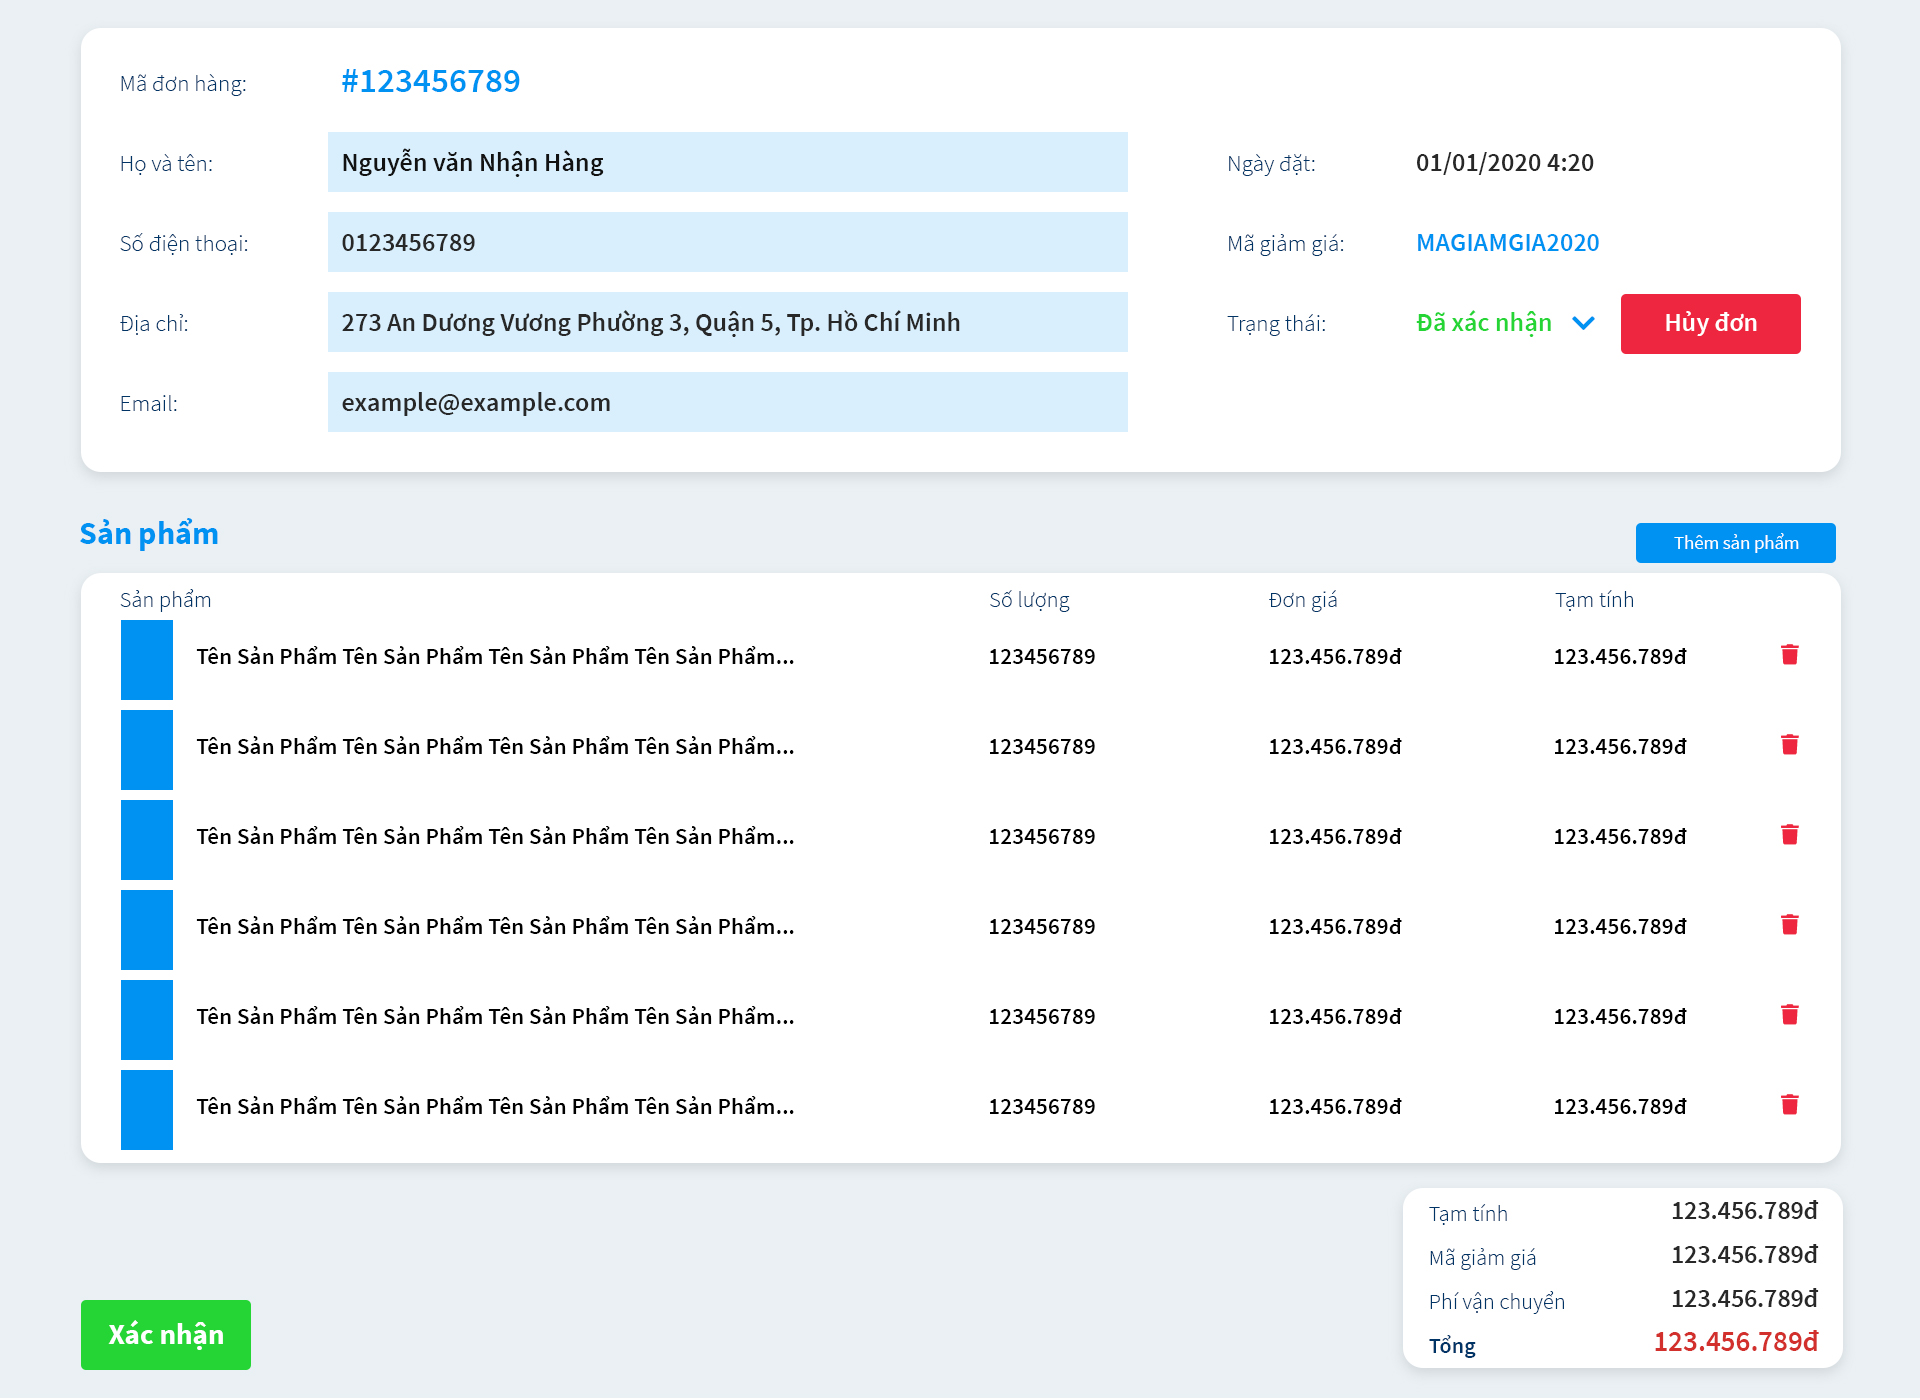 Mã đơn hàng: #123456789
Họ và tên: Nguyễn văn Nhận Hàng Ngày đặt: 01/01/2020 4:20
Số điện thoại: 0123456789 Mã giảm giá: MAGIAMGIA2020
Địa chỉ: 273 An Dương Vương Phường 3, Quận 5, Tp. Hồ Chí Minh Trạng thái: Đã xác nhận Hủy đơn
Email: example@example.com
Sản phẩm Thêm sản phẩm
Sản phẩm Số lượng Đơn giá Tạm tính
Tên Sản Phẩm Tên Sản Phẩm Tên Sản Phẩm Tên Sản Phẩm... 123456789 123.456.789đ 123.456.789đ
Tên Sản Phẩm Tên Sản Phẩm Tên Sản Phẩm Tên Sản Phẩm... 123456789 123.456.789đ 123.456.789đ
Tên Sản Phẩm Tên Sản Phẩm Tên Sản Phẩm Tên Sản Phẩm... 123456789 123.456.789đ 123.456.789đ
Tên Sản Phẩm Tên Sản Phẩm Tên Sản Phẩm Tên Sản Phẩm... 123456789 123.456.789đ 123.456.789đ
Tên Sản Phẩm Tên Sản Phẩm Tên Sản Phẩm Tên Sản Phẩm... 123456789 123.456.789đ 123.456.789đ
Tên Sản Phẩm Tên Sản Phẩm Tên Sản Phẩm Tên Sản Phẩm... 123456789 123.456.789đ 123.456.789đ
Tạm tính 123.456.789đ
Mã giảm giá 123.456.789đ
Phí vận chuyển 123.456.789đ
Tổng 123.456.789đ
Xác nhận